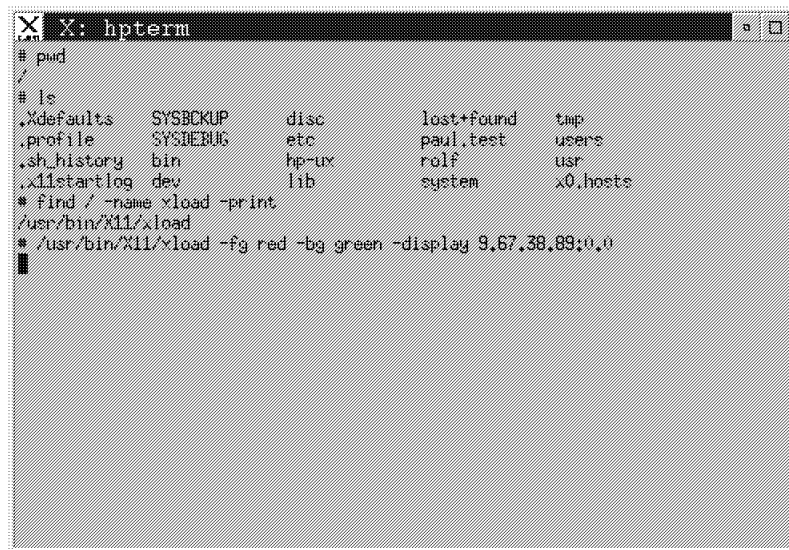 X: hpterm
# pwd
/
# ls
.Xdefaults SYSBCKUP disc lost+found tmp
.profile SYSDEBUG etc paul.test users
.sh_history bin hp-ux rolf usr
.x11startlog dev lib system x0.hosts
# find / -name xload -print
/usr/bin/X11/xload
# /usr/bin/X11/xload -fg red -bg green -display 9.67.38.89:0.0